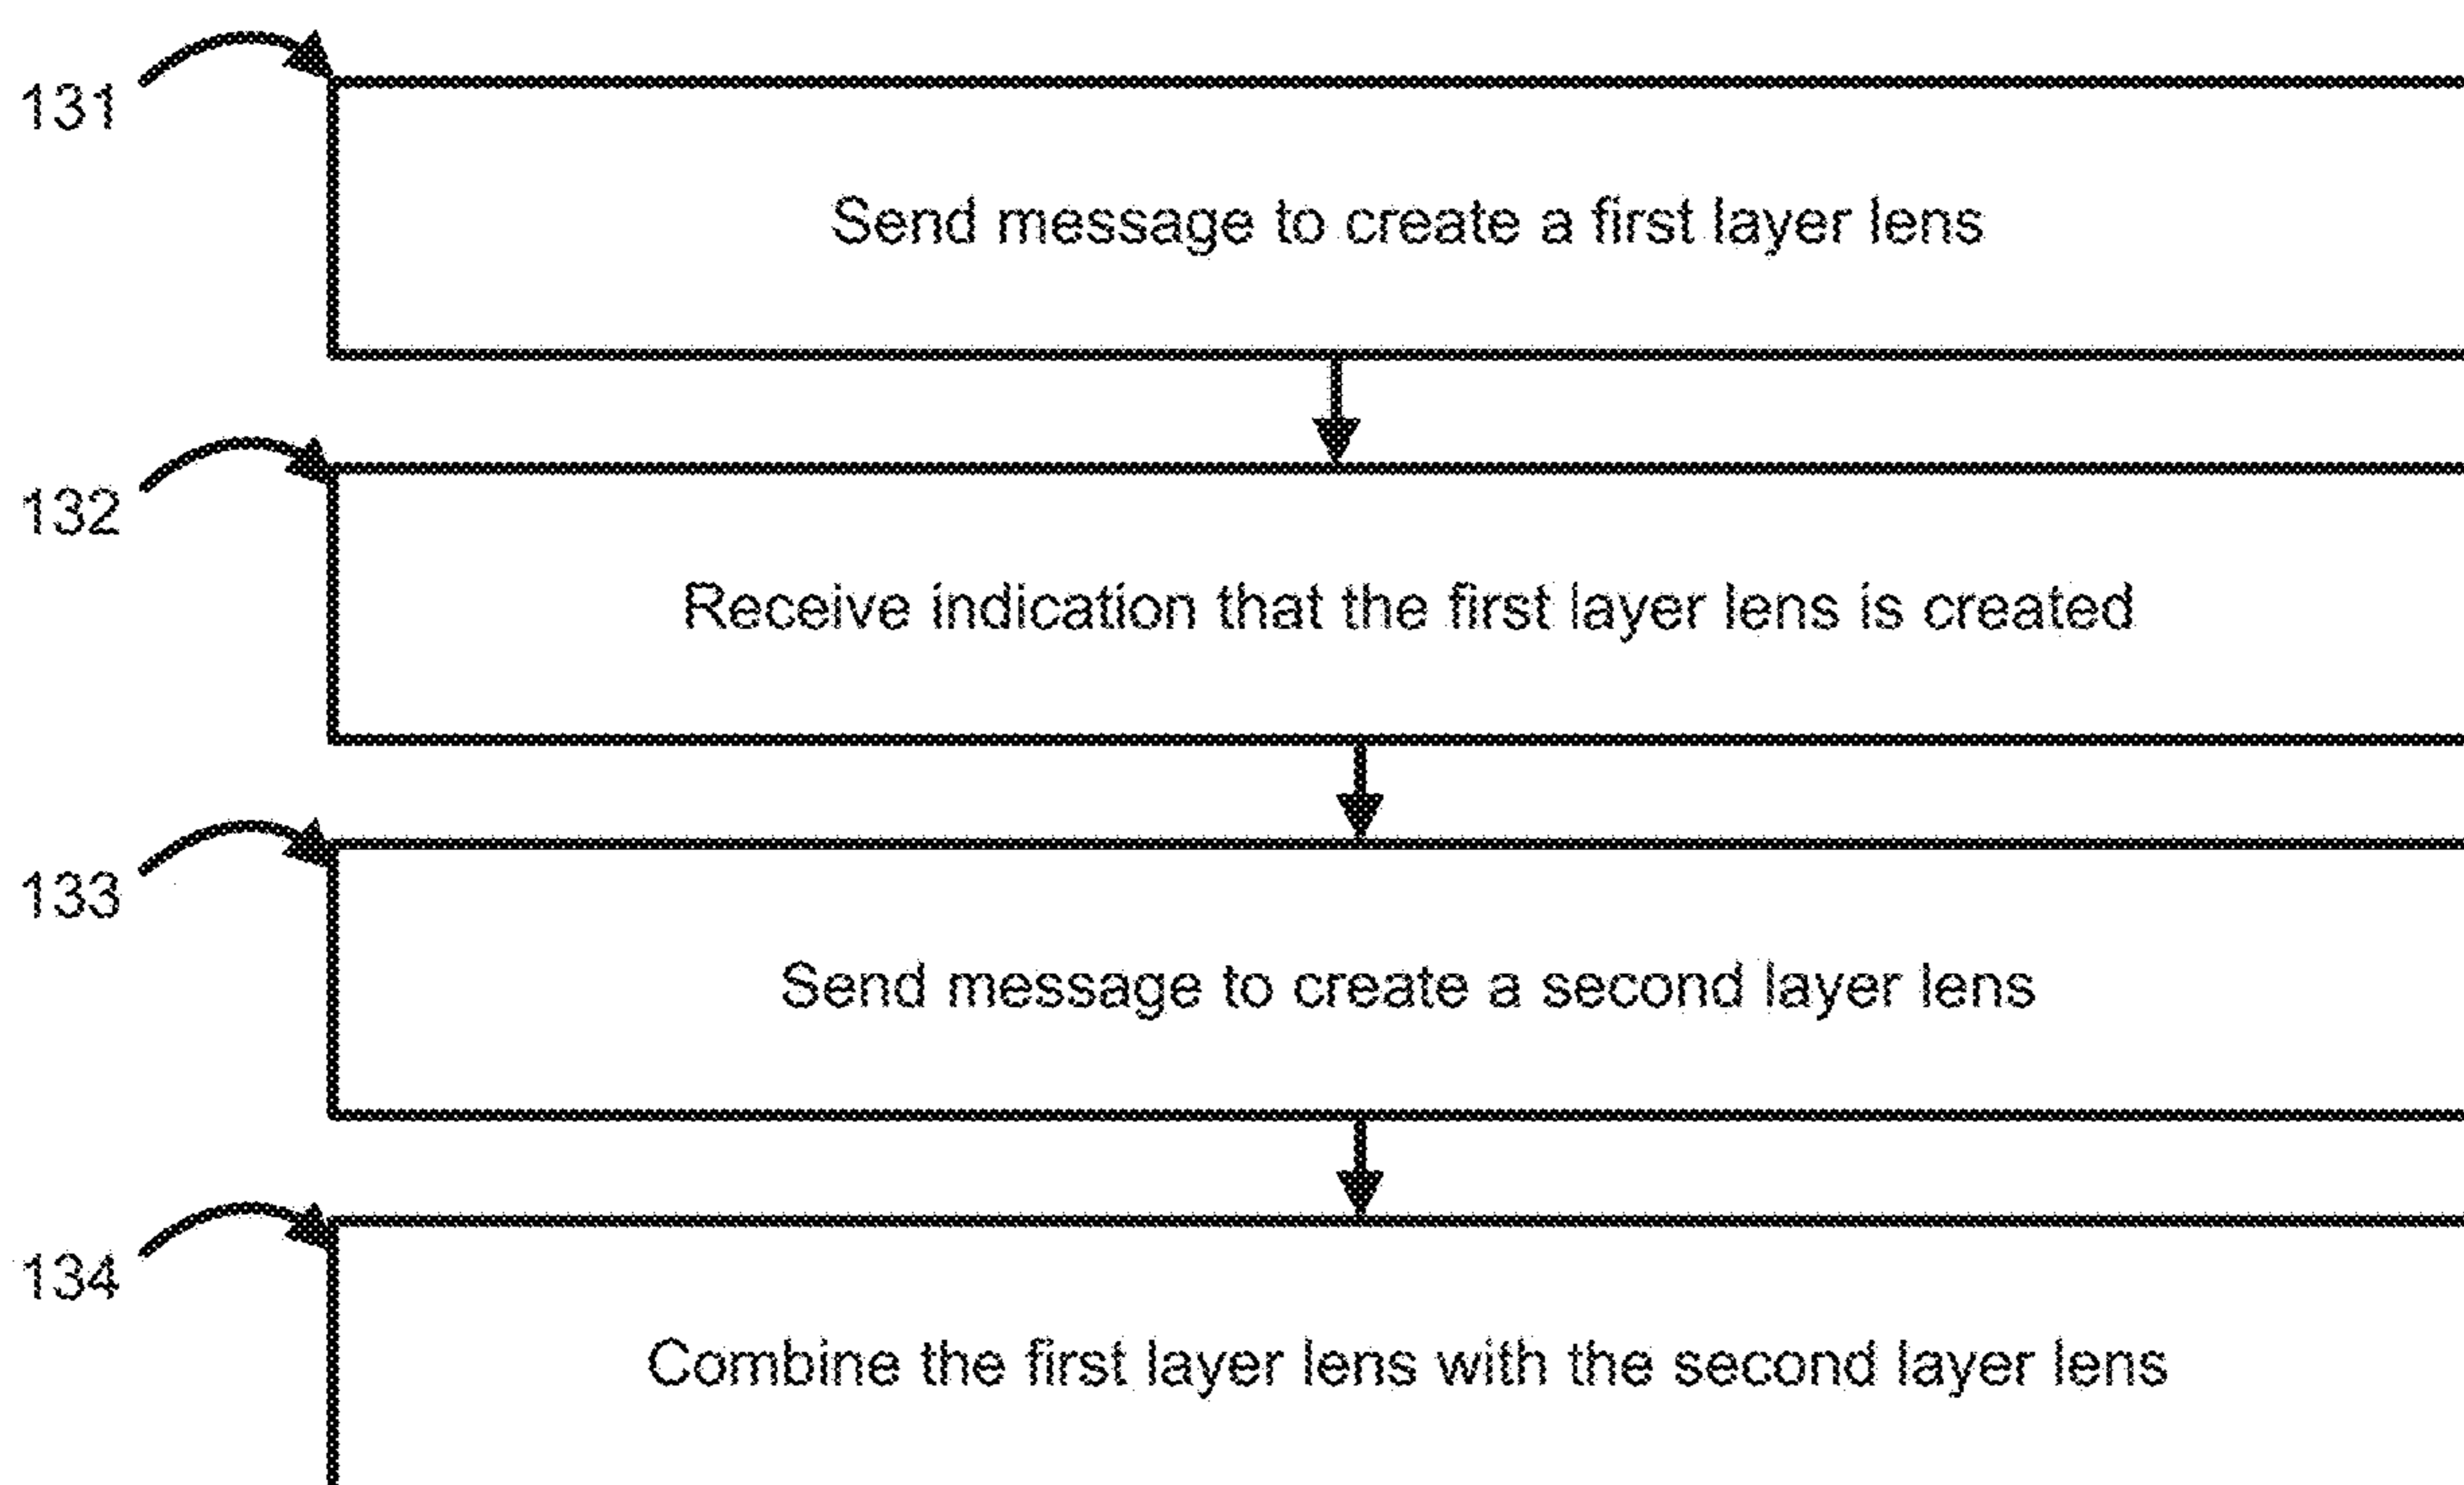 131
Send message to create a first layer lens
132
Receive indication that the first layer lens is created
133
Send message to create a second layer lens
134
Combine the first layer lens with the second layer lens